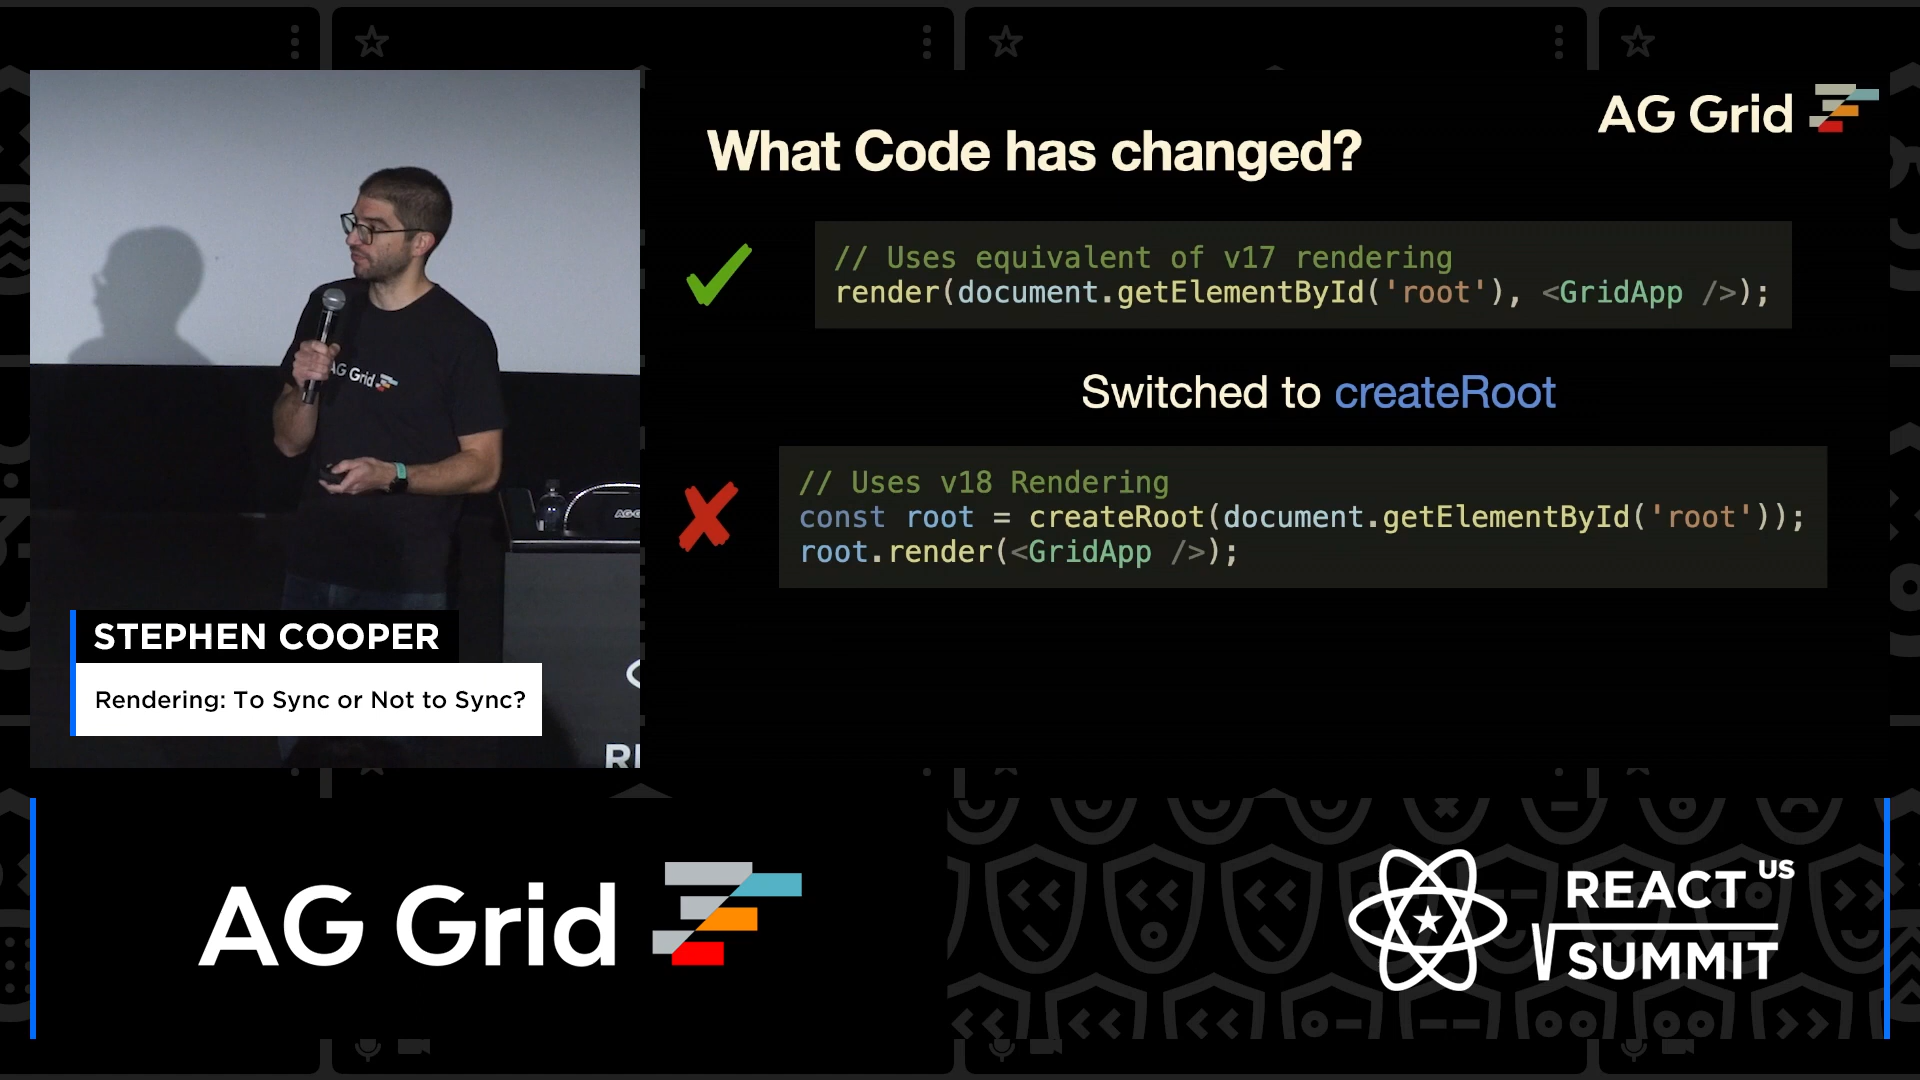 AG Grid
What Code has changed?
// Uses equivalent of v17 rendering
render(document.getElementById('root'), <GridApp />);
Switched to createRoot
// Uses v18 Rendering
const root = createRoot(document.getElementById('root'));
root.render(<GridApp />);
AG Grid
STEPHEN COOPER
Rendering: To Sync or Not to Sync?
AG Grid
REACT US
SUMMIT